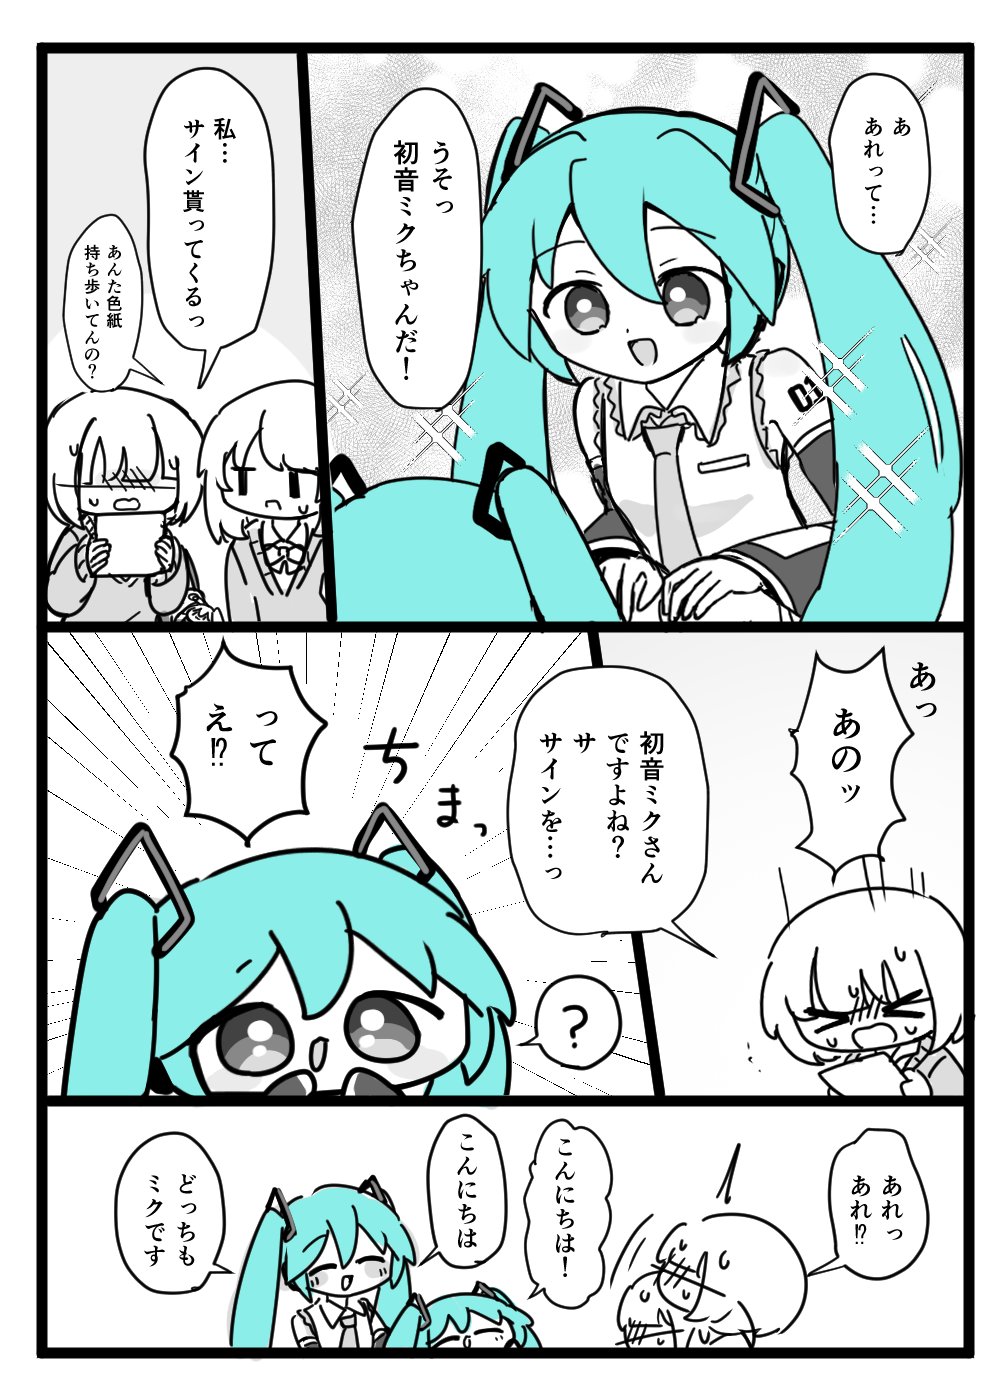 あ
あれって…
うそっ
初音ミクちゃんだ！
01
私…
サイン貰ってくるっ
あんた色紙
持ち歩いてんの？
あっ
あのッ
初音ミクさん
ですよね？
サ
サインを…っ
って
え!?
ちまっ
？
あれっ
あれ!?
こんにちは！
こんにちは
どっちも
ミクです